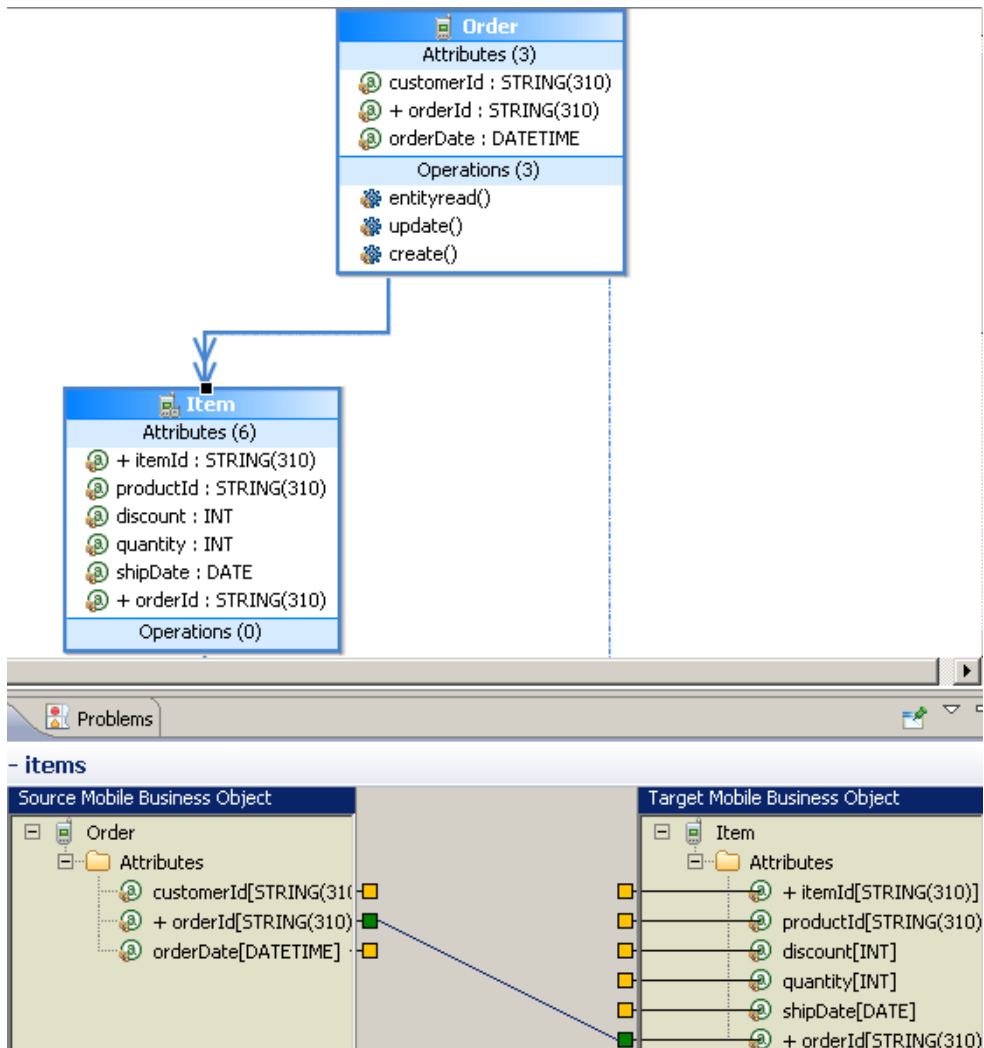 Order
Attributes (3)
customerId : STRING(310)
+ orderId : STRING(310)
orderDate : DATETIME
Operations (3)
entityread()
update()
create()
Item
Attributes (6)
+ itemId : STRING(310)
productId : STRING(310)
discount : INT
quantity : INT
shipDate : DATE
+ orderId : STRING(310)
Operations (0)
Problems
- items
Source Mobile Business Object
Target Mobile Business Object
Order
Attributes
customerId[STRING(31(
+ orderId[STRING(310)
orderDate[DATETIME]
Item
Attributes
+ itemId[STRING(310)]
productId[STRING(310)
discount[INT]
quantity[INT]
shipDate[DATE]
+ orderId[STRING(310)